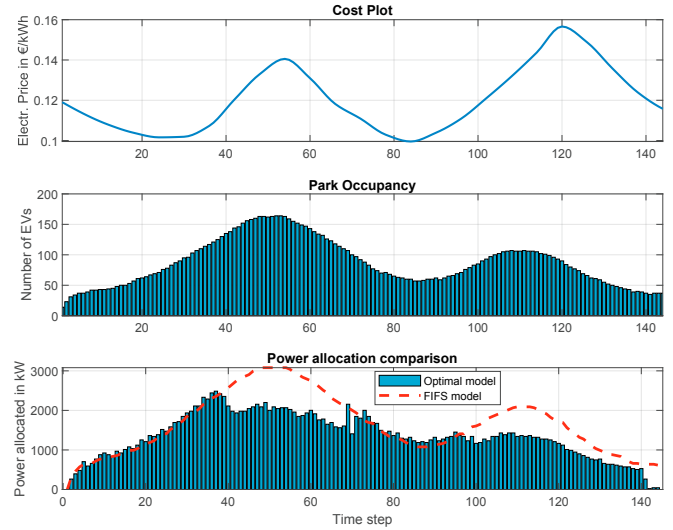 Cost Plot
Electr. Price in €/kWh
0.16
0.14
0.12
0.1
20 40 60 80 100 120 140
Park Occupancy
Number of EVs
200
150
100
50
0
20 40 60 80 100 120 140
Power allocation comparison
Power allocated in kW
3000
2000
1000
0
Optimal model
FIFS model
0 20 40 60 80 100 120 140
Time step